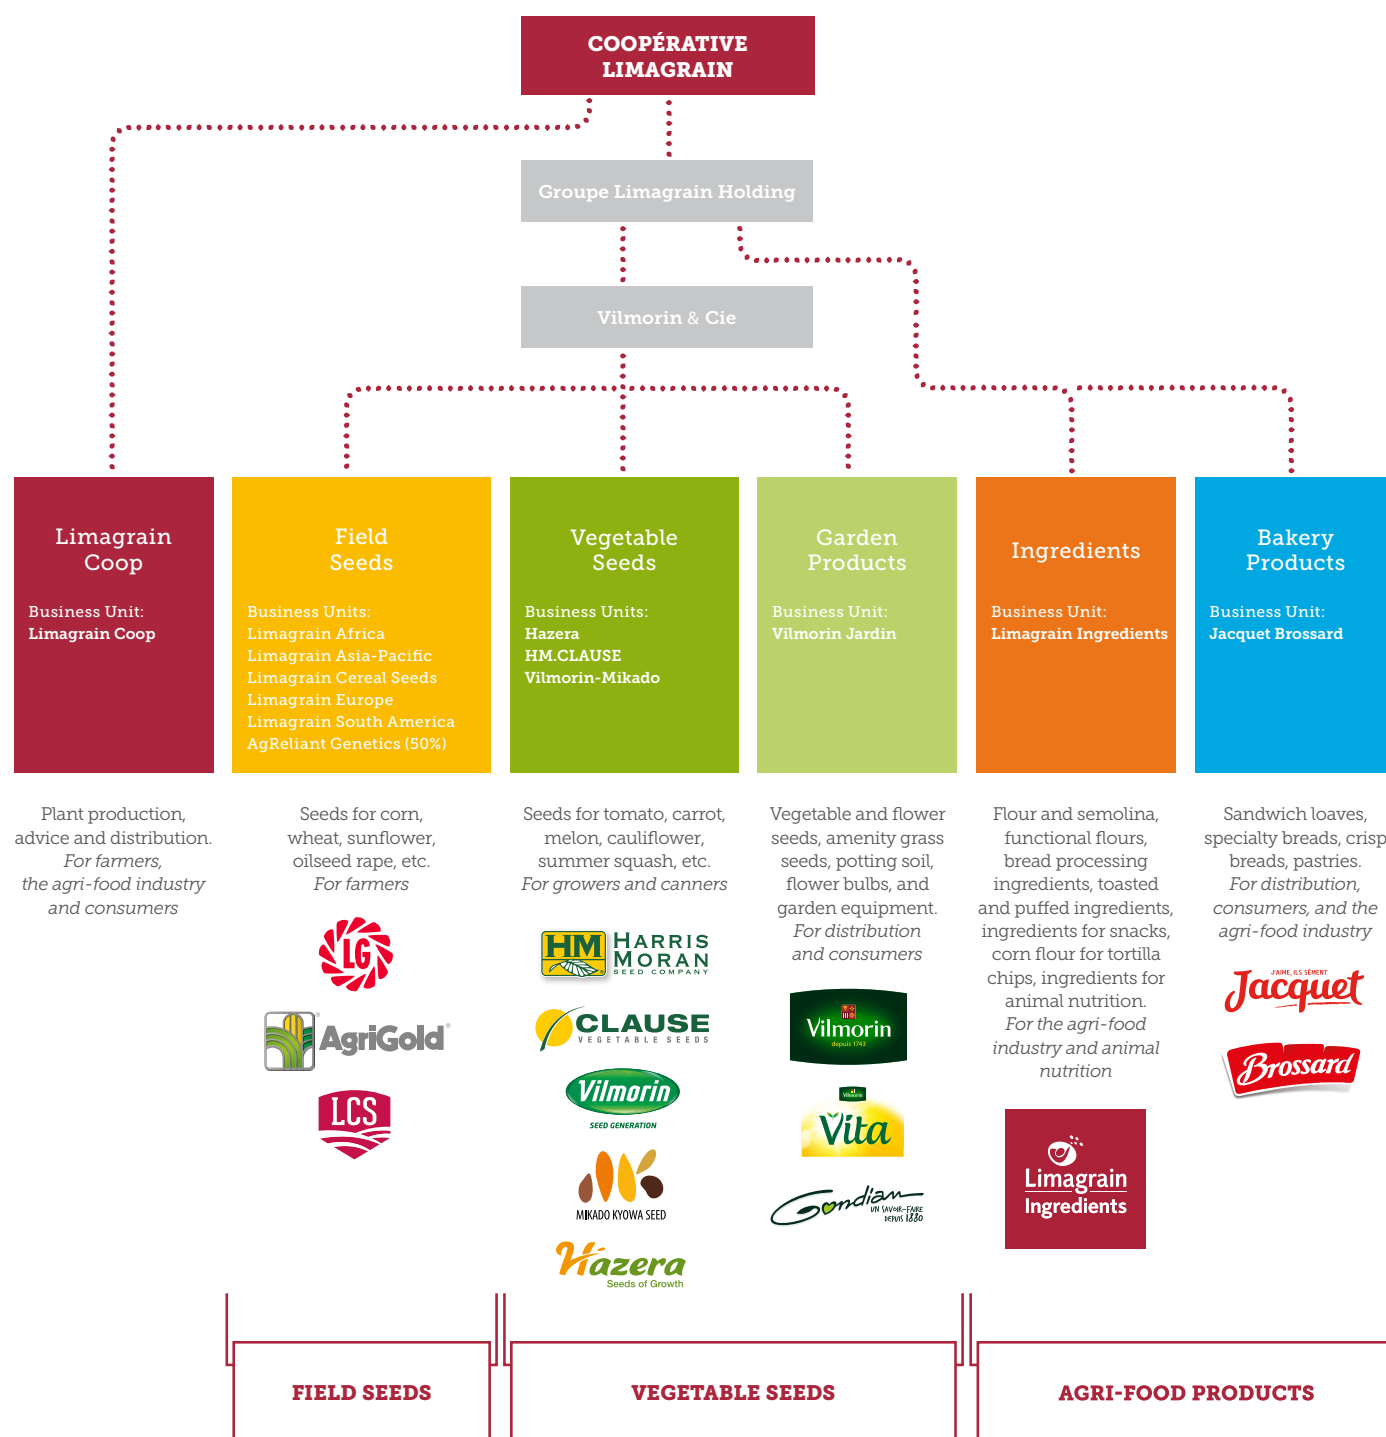 COOPÉRATIVE
LIMAGRAIN
Groupe Limagrain Holding
Vilmorin & Cie
Limagrain
Coop
Business Unit:
Limagrain Coop
Plant production,
advice and distribution.
For farmers,
the agri-food industry
and consumers
Field
Seeds
Business Units:
Limagrain Africa
Limagrain Asia-Pacific
Limagrain Cereal Seeds
Limagrain Europe
Limagrain South America
AgReliant Genetics (50%)
Seeds for corn,
wheat, sunflower,
oilseed rape, etc.
For farmers
LG
AgriGold®
LCS
Vegetable
Seeds
Business Units:
Hazera
HM.CLAUSE
Vilmorin-Mikado
Seeds for tomato, carrot,
melon, cauliflower,
summer squash, etc.
For growers and canners
HM
HARRIS
MORAN
SEED COMPANY
CLAUSE
VEGETABLE SEEDS
Vilmorin
SEED GENERATION
MIKADO KYOWA SEED
Hazera
Seeds of Growth
Garden
Products
Business Unit:
Vilmorin Jardin
Vegetable and flower
seeds, amenity grass
seeds, potting soil,
flower bulbs, and
garden equipment.
For distribution
and consumers
Vilmorin
depuis 1743
Vilmorin
Vita
Gondian
UN SAVOIR-FAIRE
DEPUIS 1880
Ingredients
Business Unit:
Limagrain Ingredients
Flour and semolina,
functional flours,
bread processing
ingredients, toasted
and puffed ingredients,
ingredients for snacks,
corn flour for tortilla
chips, ingredients for
animal nutrition.
For the agri-food
industry and animal
nutrition
Limagrain
Ingredients
Bakery
Products
Business Unit:
Jacquet Brossard
Sandwich loaves,
specialty breads, crisp
breads, pastries.
For distribution,
consumers, and the
agri-food industry
J'AIME, ILS SÈMENT
Jacquet
Brossard
FIELD SEEDS
VEGETABLE SEEDS
AGRI-FOOD PRODUCTS